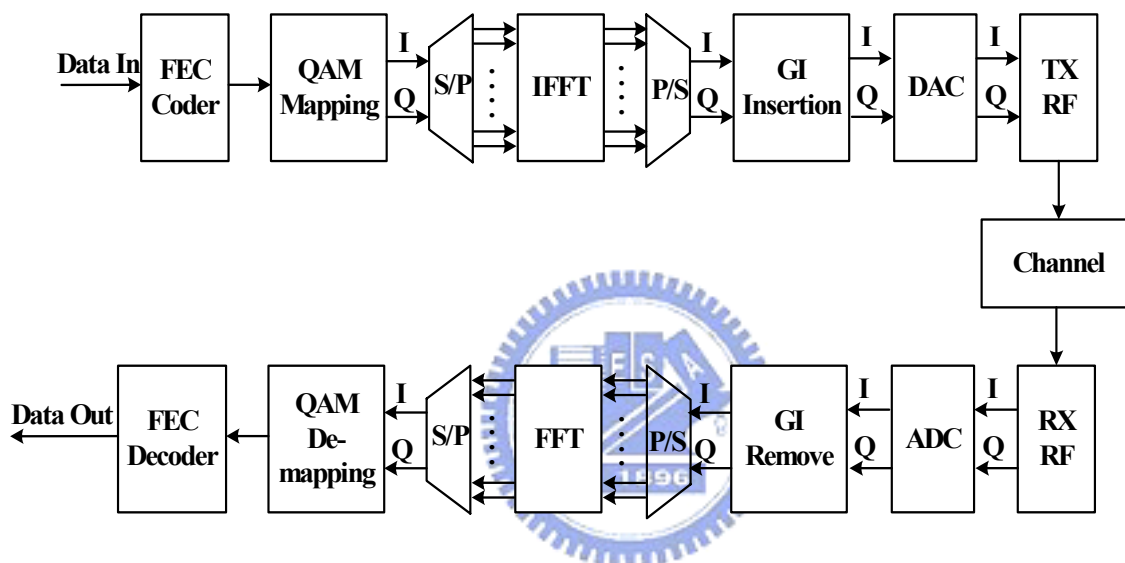 Data In
FEC
Coder
QAM
Mapping
I
Q
S/P
IFFT
P/S
I
Q
GI
Insertion
I
Q
DAC
I
Q
TX
RF
Channel
Data Out
FEC
Decoder
QAM
De-
mapping
I
Q
S/P
FFT
P/S
I
Q
GI
Remove
I
Q
ADC
I
Q
RX
RF
E S A
1896